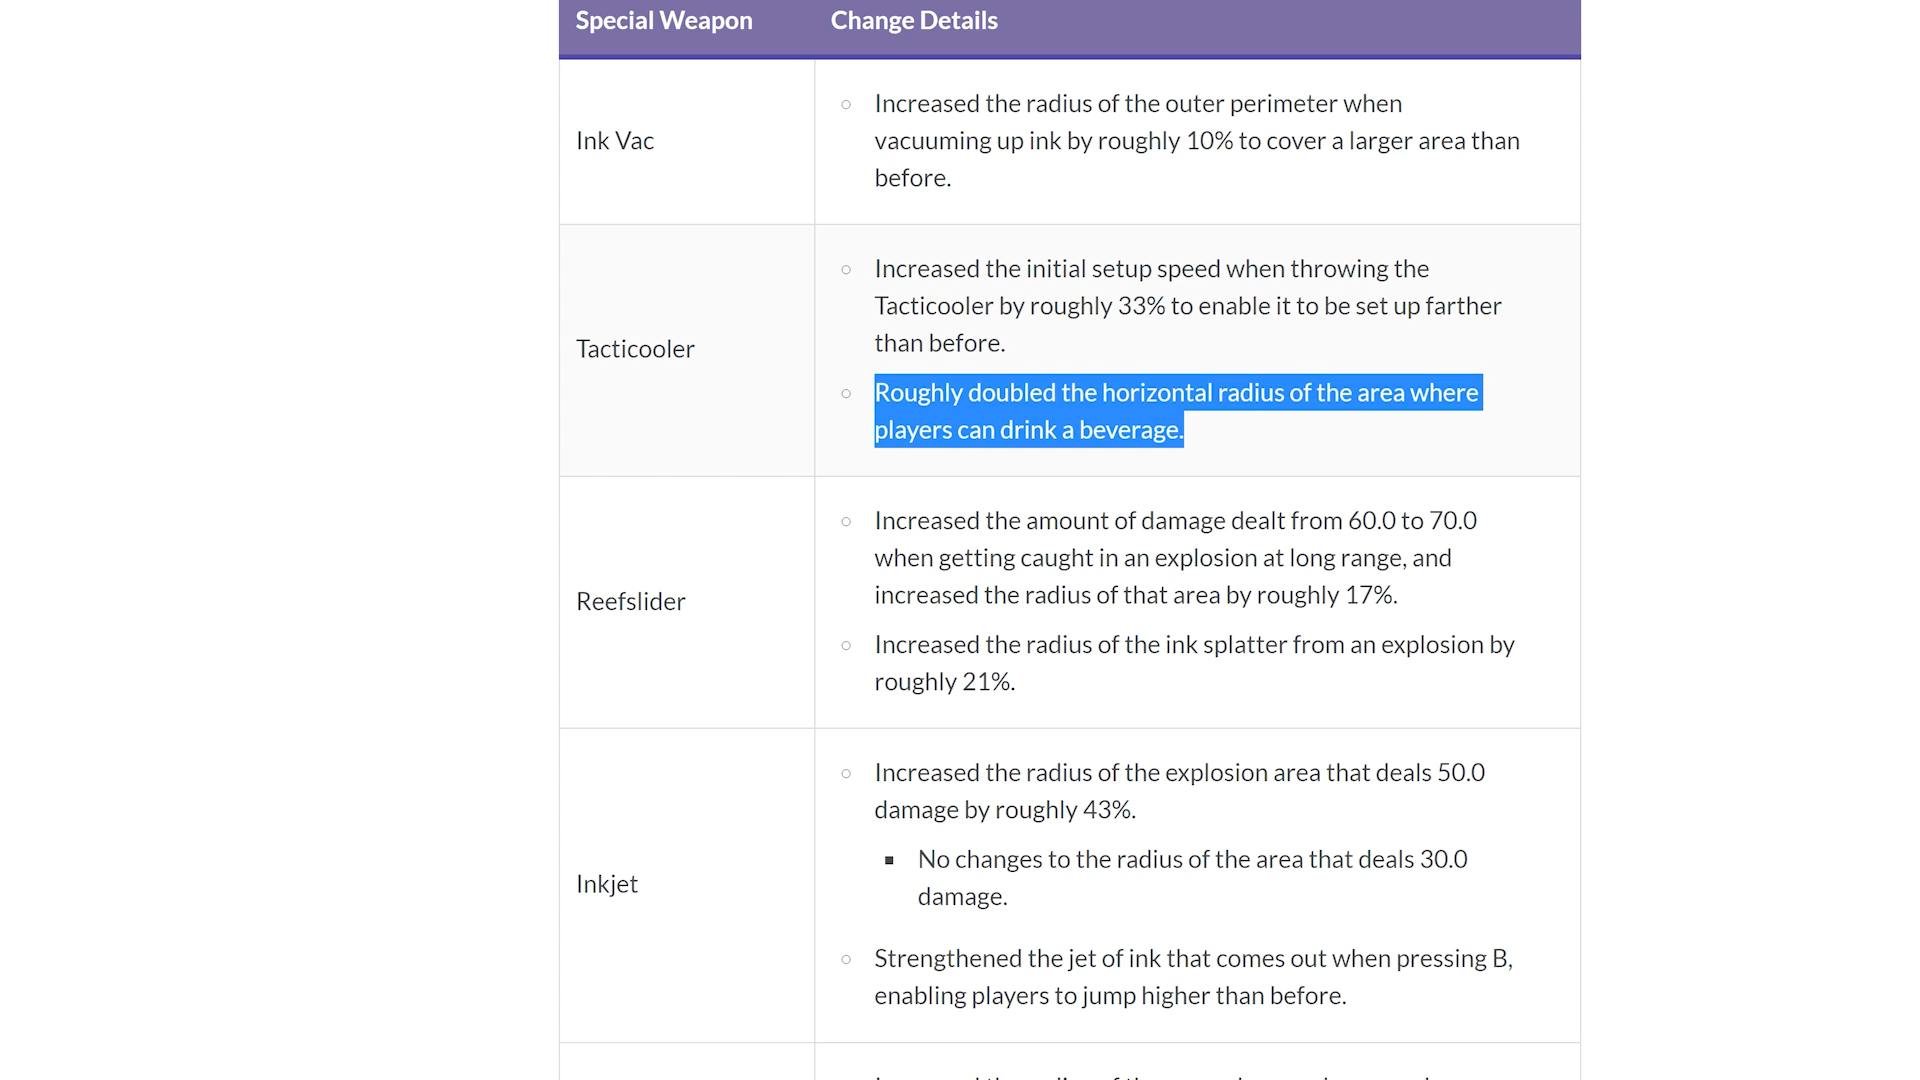 Special Weapon
Change Details
Ink Vac
Increased the radius of the outer perimeter when
vacuuming up ink by roughly 10% to cover a larger area than
before.
Tacticooler
Increased the initial setup speed when throwing the
Tacticooler by roughly 33% to enable it to be set up farther
than before.
Roughly doubled the horizontal radius of the area where
players can drink a beverage.
Reefslider
Increased the amount of damage dealt from 60.0 to 70.0
when getting caught in an explosion at long range, and
increased the radius of that area by roughly 17%.
Increased the radius of the ink splatter from an explosion by
roughly 21%.
Inkjet
Increased the radius of the explosion area that deals 50.0
damage by roughly 43%.
No changes to the radius of the area that deals 30.0
damage.
Strengthened the jet of ink that comes out when pressing B,
enabling players to jump higher than before.